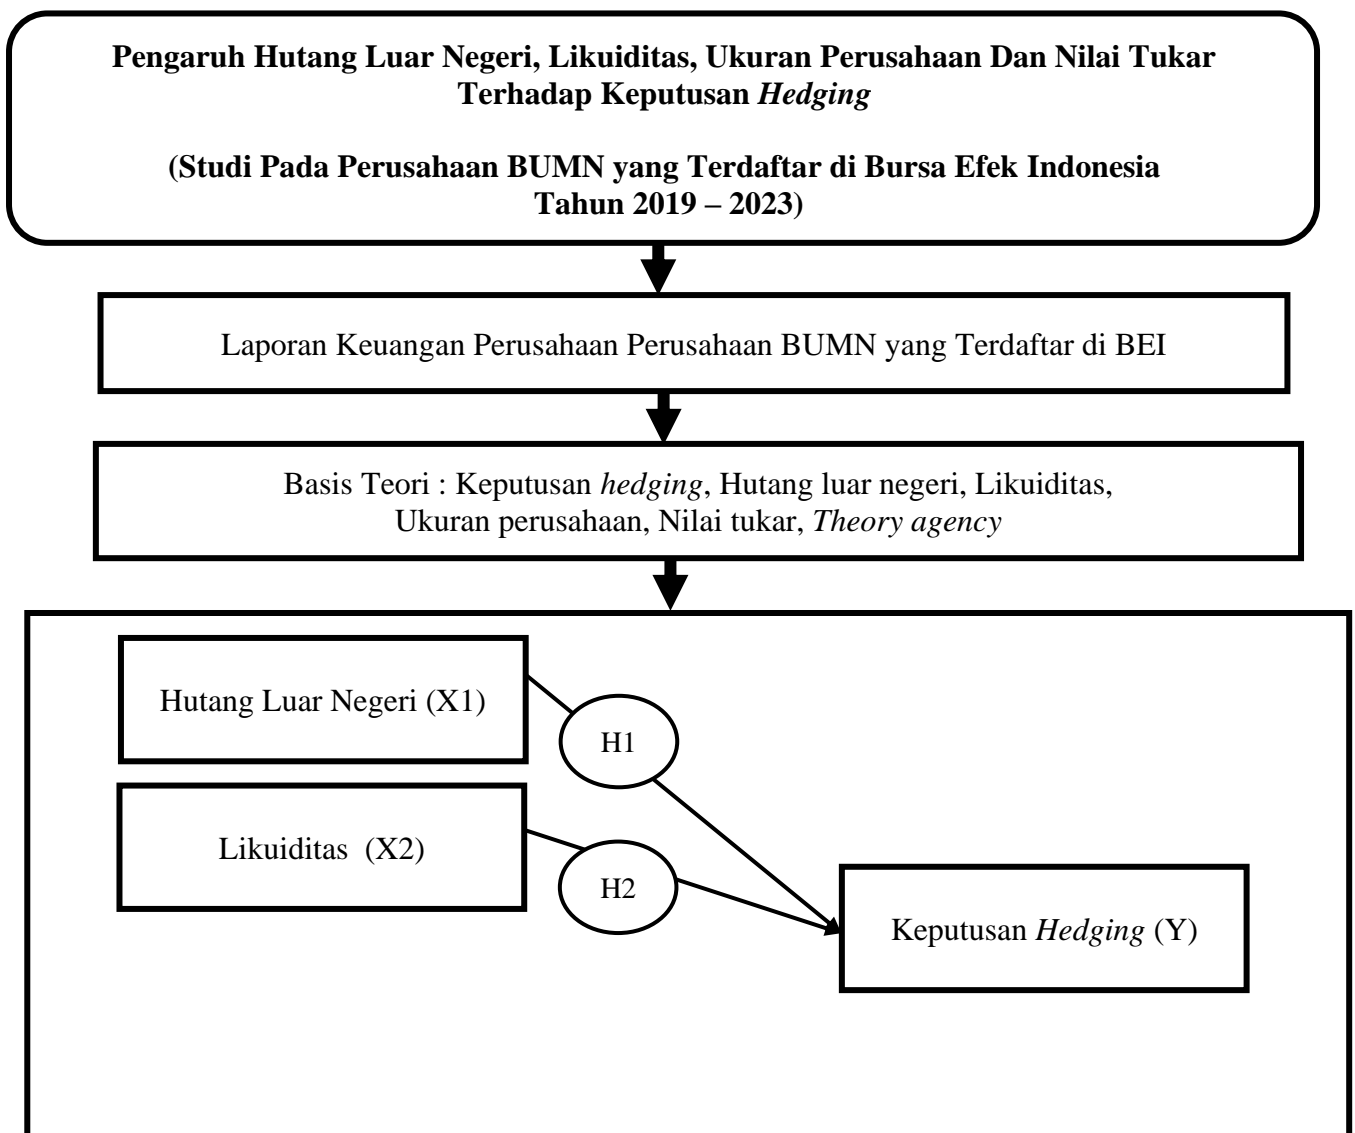 Pengaruh Hutang Luar Negeri, Likuiditas, Ukuran Perusahaan Dan Nilai Tukar
Terhadap Keputusan Hedging
(Studi Pada Perusahaan BUMN yang Terdaftar di Bursa Efek Indonesia
Tahun 2019 – 2023)
Laporan Keuangan Perusahaan Perusahaan BUMN yang Terdaftar di BEI
Basis Teori : Keputusan hedging, Hutang luar negeri, Likuiditas,
Ukuran perusahaan, Nilai tukar, Theory agency
Hutang Luar Negeri (X1)
H1
Likuiditas (X2)
H2
Keputusan Hedging (Y)